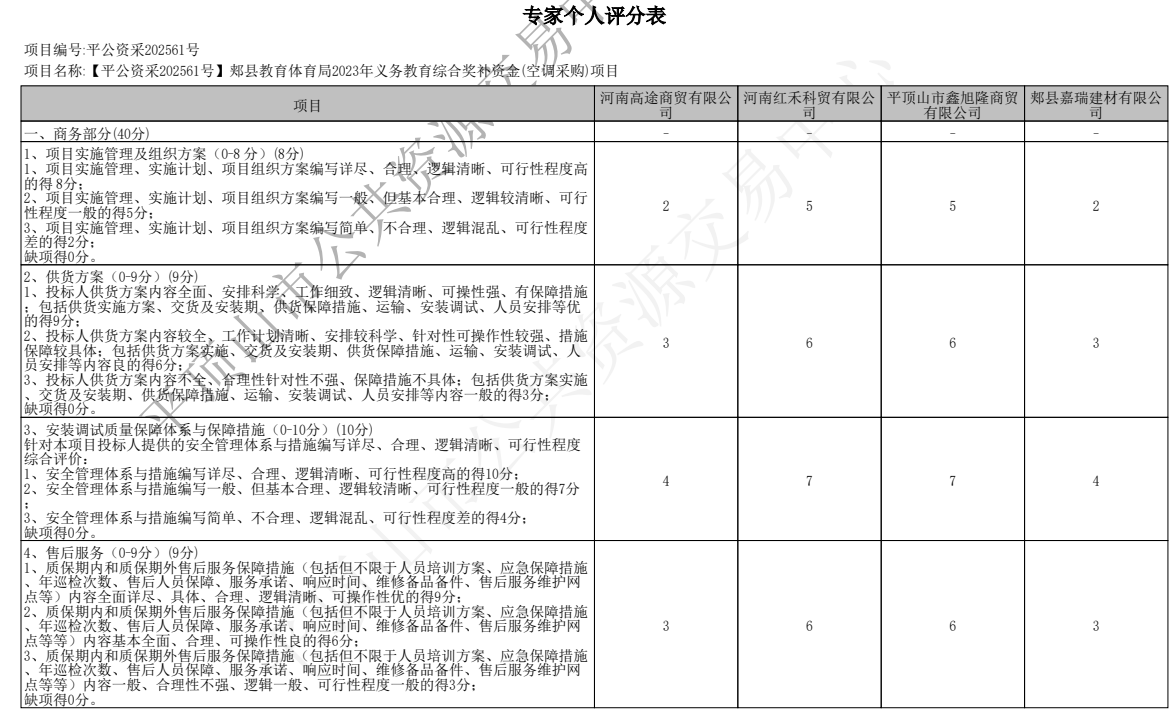 专家个人评分表
项目编号:平公资采202561号
项目名称:【平公资采202561号】郏县教育体育局2023年义务教育综合奖补资金(空调采购)项目
项目
河南高途商贸有限公
司
河南红禾科贸有限公
司
平顶山市鑫旭隆商贸
有限公司
郏县嘉瑞建材有限公
司
一、商务部分(40分)
-
-
-
-
1、项目实施管理及组织方案（0-8 分）(8分)
1、项目实施管理、实施计划、项目组织方案编写详尽、合理、逻辑清晰、可行性程度高
的得 8分;
2、项目实施管理、实施计划、项目组织方案编写一般、但基本合理、逻辑较清晰、可行
性程度一般的得5分;
3、项目实施管理、实施计划、项目组织方案编写简单、不合理、逻辑混乱、可行性程度
差的得2分;
缺项得0分。
2
5
5
2
2、供货方案（0-9分）(9分)
1、投标人供货方案内容全面、安排科学、工作细致、逻辑清晰、可操性强、有保障措施
；包括供货实施方案、交货及安装期、供货保障措施、运输、安装调试、人员安排等优
的得9分;
2、投标人供货方案内容较全、工作计划清晰、安排较科学、针对性可操作性较强、措施
保障较具体；包括供货方案实施、交货及安装期、供货保障措施、运输、安装调试、人
员安排等内容良的得6分;
3、投标人供货方案内容不全、合理性针对性不强、保障措施不具体；包括供货方案实施
、交货及安装期、供货保障措施、运输、安装调试、人员安排等内容一般的得3分;
缺项得0分。
3
6
6
3
3、安装调试质量保障体系与保障措施（0-10分）(10分)
针对本项目投标人提供的安全管理体系与措施编写详尽、合理、逻辑清晰、可行性程度
综合评价:
1、安全管理体系与措施编写详尽、合理、逻辑清晰、可行性程度高的得10分;
2、安全管理体系与措施编写一般、但基本合理、逻辑较清晰、可行性程度一般的得7分
;
3、安全管理体系与措施编写简单、不合理、逻辑混乱、可行性程度差的得4分;
缺项得0分。
4
7
7
4
4、售后服务（0-9分）(9分)
1、质保期内和质保期外售后服务保障措施（包括但不限于人员培训方案、应急保障措施
、年巡检次数、售后人员保障、服务承诺、响应时间、维修备品备件、售后服务维护网
点等）内容全面详尽、具体、合理、逻辑清晰、可操作性优的得9分;
2、质保期内和质保期外售后服务保障措施（包括但不限于人员培训方案、应急保障措施
、年巡检次数、售后人员保障、服务承诺、响应时间、维修备品备件、售后服务维护网
点等等）内容基本全面、合理、可操作性良的得6分;
3、质保期内和质保期外售后服务保障措施（包括但不限于人员培训方案、应急保障措施
、年巡检次数、售后人员保障、服务承诺、响应时间、维修备品备件、售后服务维护网
点等等）内容一般、合理性不强、逻辑一般、可行性程度一般的得3分;
缺项得0分。
3
6
6
3
平顶山市公共资源交易中心